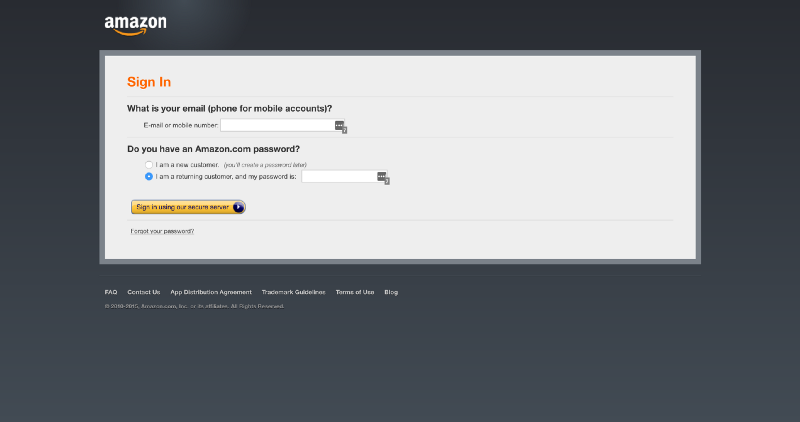 amazon
Sign In
What is your email (phone for mobile accounts)?
E-mail or mobile number:
Do you have an Amazon.com password?
I am a new customer. (you'll create a password later)
I am a returning customer, and my password is:
Sign in using our secure server
Forgot your password?
FAQ Contact Us App Distribution Agreement Trademark Guidelines Terms of Use Blog
© 2010-2015, Amazon.com, Inc. or its affiliates. All Rights Reserved.